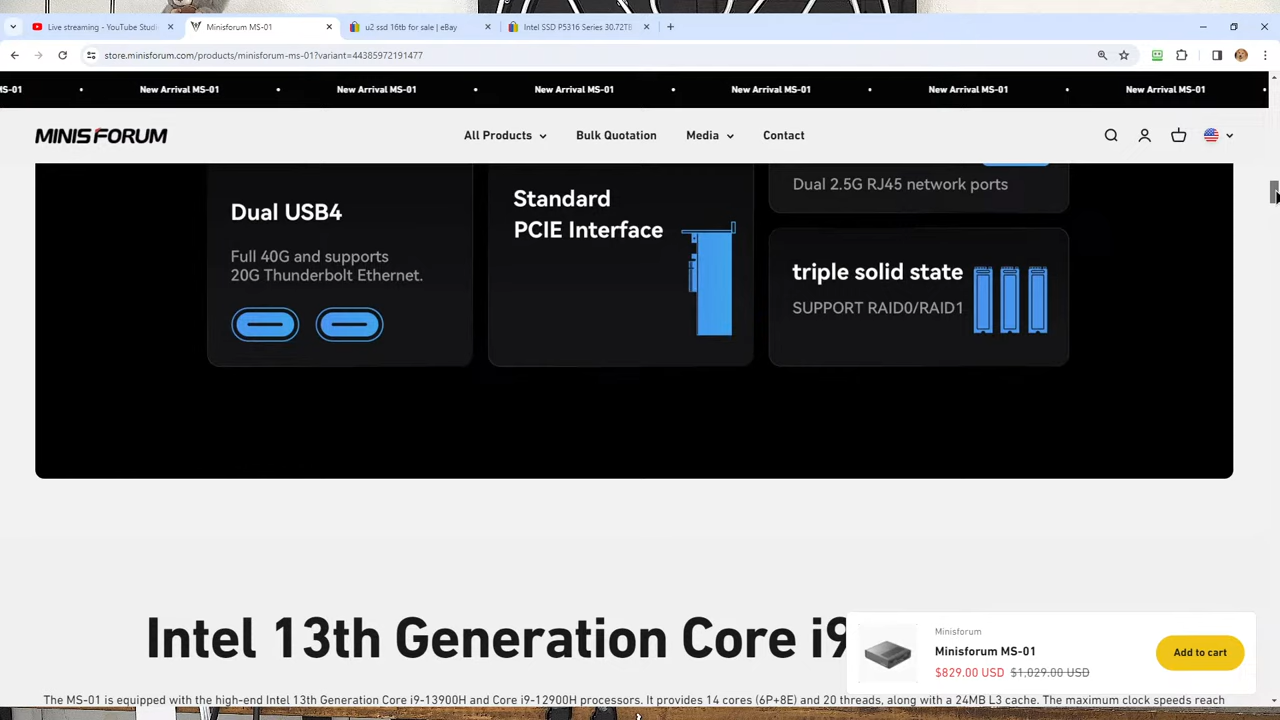 Live streaming - YouTube Studi
Minisforum MS-01
u2 ssd 16tb for sale | eBay
Intel SSD P5316 Series 30.72TB
store.minisforum.com/products/minisforum-ms-01?variant=44385972191477
MS-01 • New Arrival MS-01 • New Arrival MS-01 • New Arrival MS-01 • New Arrival MS-01 • New Arrival MS-01 • New Arrival MS-01 •
MINISFORUM
All Products
Bulk Quotation
Media
Contact
Dual USB4
Full 40G and supports
20G Thunderbolt Ethernet.
Standard
PCIE Interface
Dual 2.5G RJ45 network ports
triple solid state
SUPPORT RAID0/RAID1
Intel 13th Generation Core i9
Minisforum
Minisforum MS-01
$829.00 USD $1,029.00 USD
Add to cart
The MS-01 is equipped with the high-end Intel 13th Generation Core i9-13900H and Core i9-12900H processors. It provides 14 cores (6P+8E) and 20 threads, along with a 24MB L3 cache. The maximum clock speeds reach